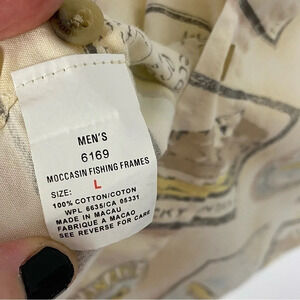 MEN'S
6169
MOCCASIN FISHING FRAMES
SIZE: L
100% COTTON/COTON
WPL 6635/CA 05331
MADE IN MACAU
FABRIQUE A MACAO
SEE REVERSE FOR CARE